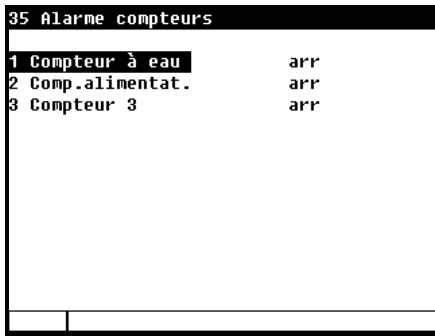 35 Alarme compteurs
1 Compteur à eau arr
2 Comp.alimentat. arr
3 Compteur 3 arr